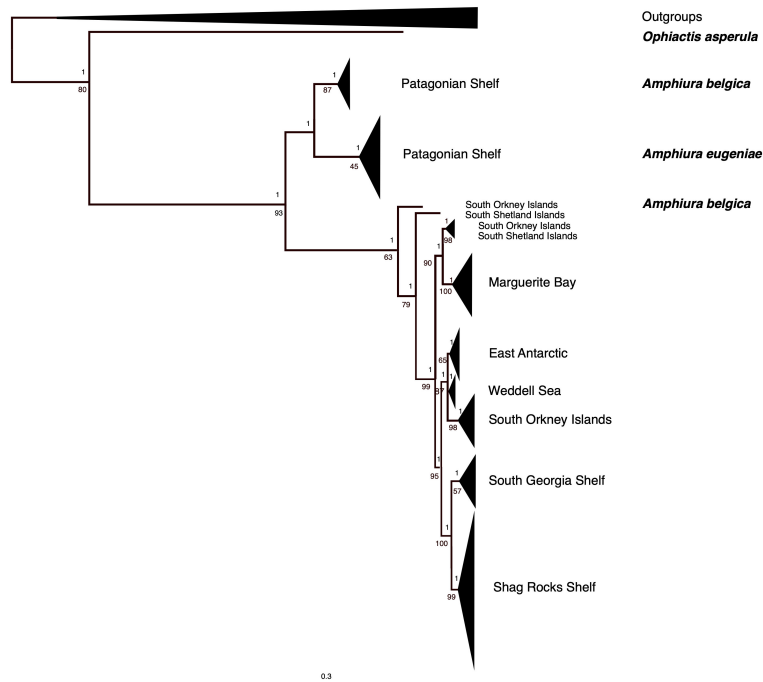 Outgroups
Ophiactis asperula
1
80
1
87
Patagonian Shelf
Amphiura belgica
1
1
45
Patagonian Shelf
Amphiura eugeniae
1
93
South Orkney Islands
Amphiura belgica
South Shetland Islands
1
98
South Orkney Islands
South Shetland Islands
1
63
1
90
1
100
Marguerite Bay
1
79
1
65
East Antarctic
1
99
1
87
1
Weddell Sea
1
98
South Orkney Islands
1
95
1
57
South Georgia Shelf
1
100
1
99
Shag Rocks Shelf
0.3